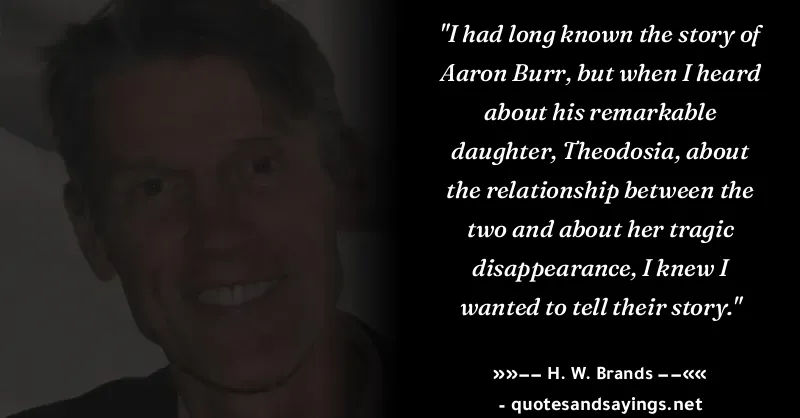 "I had long known the story of
Aaron Burr, but when I heard
about his remarkable
daughter, Theodosia, about
the relationship between the
two and about her tragic
disappearance, I knew I
wanted to tell their story."
»»–– H. W. Brands ––««
- quotesandsayings.net